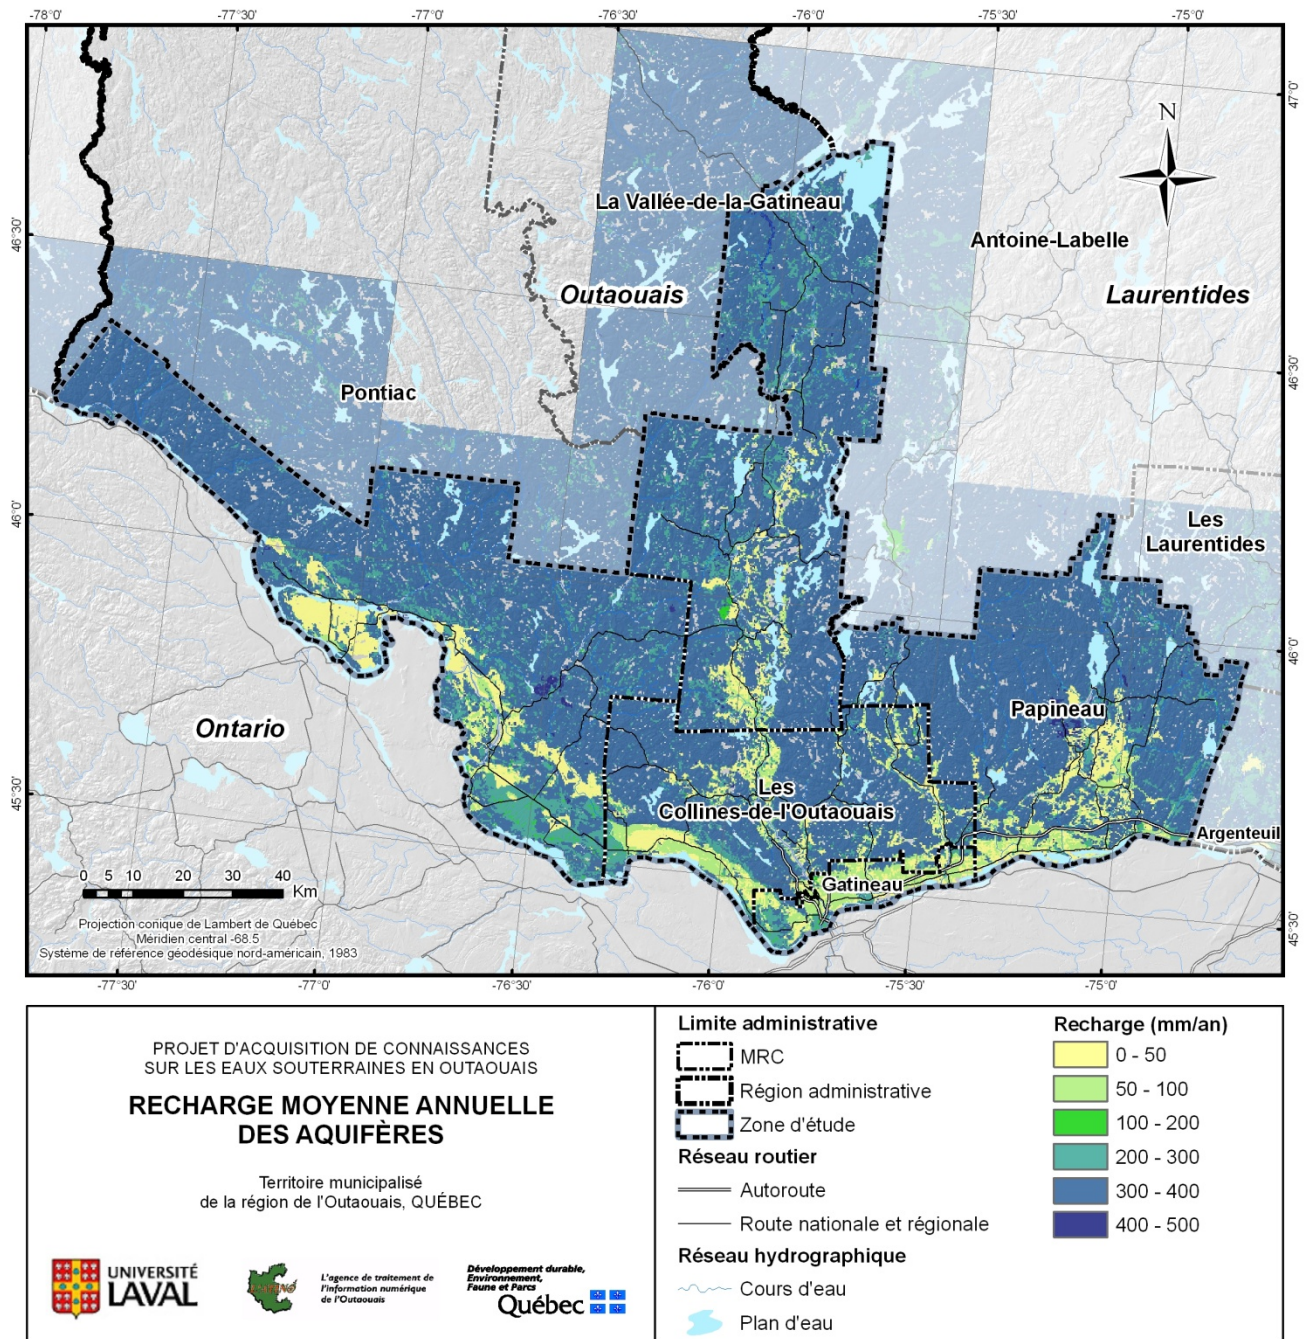 -78°0'
-77°30'
-77°0'
-76°30'
-76°0'
-75°30'
-75°0'
47°0'
46°30'
46°30'
46°0'
46°0'
45°30'
45°30'
N
La Vallée-de-la-Gatineau
Antoine-Labelle
Outaouais
Laurentides
Pontiac
Les
Laurentides
Ontario
Papineau
Les
Collines-de-l'Outaouais
Argenteuil
Gatineau
0 5 10 20 30 40
Km
Projection conique de Lambert de Québec
Méridien central -68.5
Système de référence géodésique nord-américain, 1983
-77°30'
-77°0'
-76°30'
-76°0'
-75°30'
-75°0'
PROJET D'ACQUISITION DE CONNAISSANCES
SUR LES EAUX SOUTERRAINES EN OUTAOUAIS
RECHARGE MOYENNE ANNUELLE
DES AQUIFÈRES
Territoire municipalisé
de la région de l'Outaouais, QUÉBEC
UNIVERSITÉ
LAVAL
L'agence de traitement de
l'information numérique
de l'Outaouais
Développement durable,
Environnement,
Faune et Parcs
Québec
Limite administrative
MRC
Région administrative
Zone d'étude
Réseau routier
Autoroute
Route nationale et régionale
Réseau hydrographique
Cours d'eau
Plan d'eau
Recharge (mm/an)
0 - 50
50 - 100
100 - 200
200 - 300
300 - 400
400 - 500